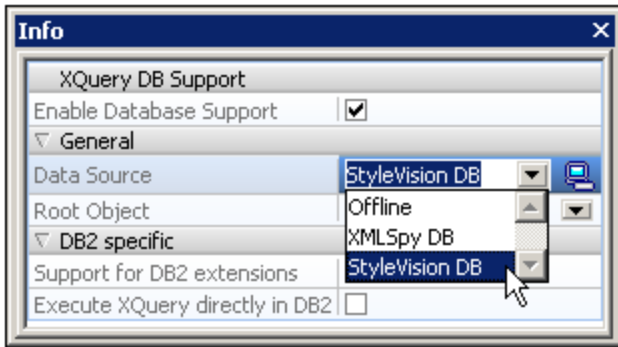 Info
XQuery DB Support
Enable Database Support
General
Data Source StyleVision DB
Root Object Offline
XMLSpy DB
DB2 specific
Support for DB2 extensions StyleVision DB
Execute XQuery directly in DB2